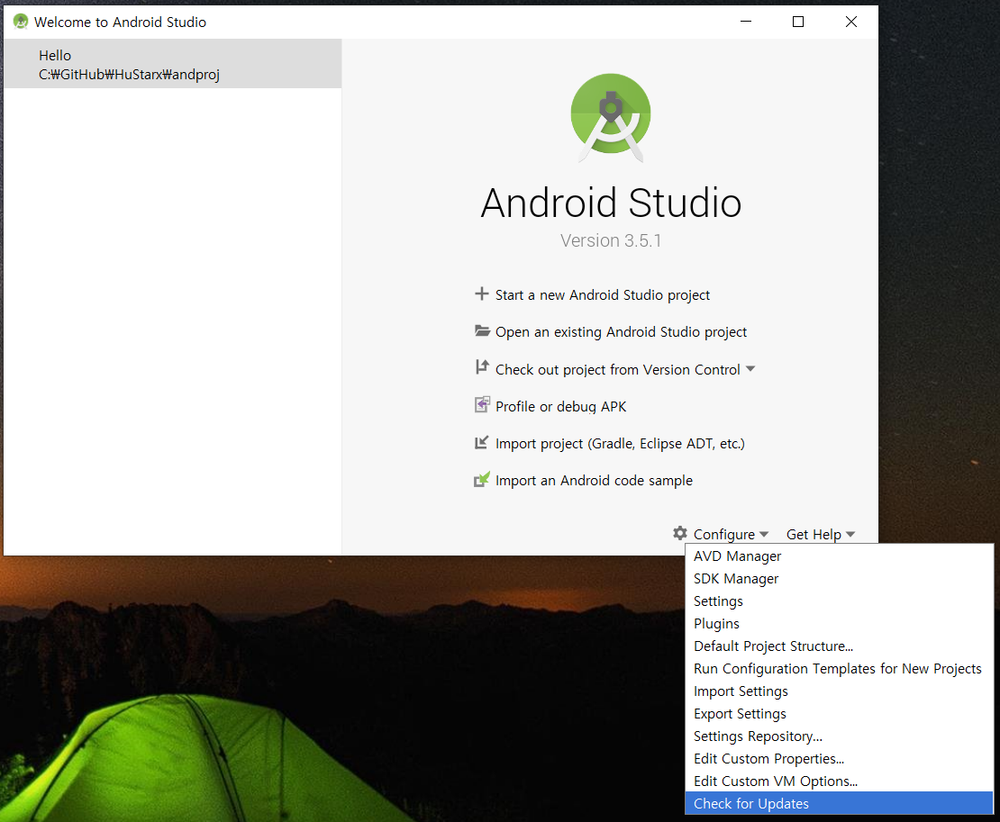 Welcome to Android Studio
Hello
C:₩GitHub₩HuStarx₩andproj
Android Studio
Version 3.5.1
Start a new Android Studio project
Open an existing Android Studio project
Check out project from Version Control
Profile or debug APK
Import project (Gradle, Eclipse ADT, etc.)
Import an Android code sample
Configure
Get Help
AVD Manager
SDK Manager
Settings
Plugins
Default Project Structure...
Run Configuration Templates for New Projects
Import Settings
Export Settings
Settings Repository...
Edit Custom Properties...
Edit Custom VM Options...
Check for Updates